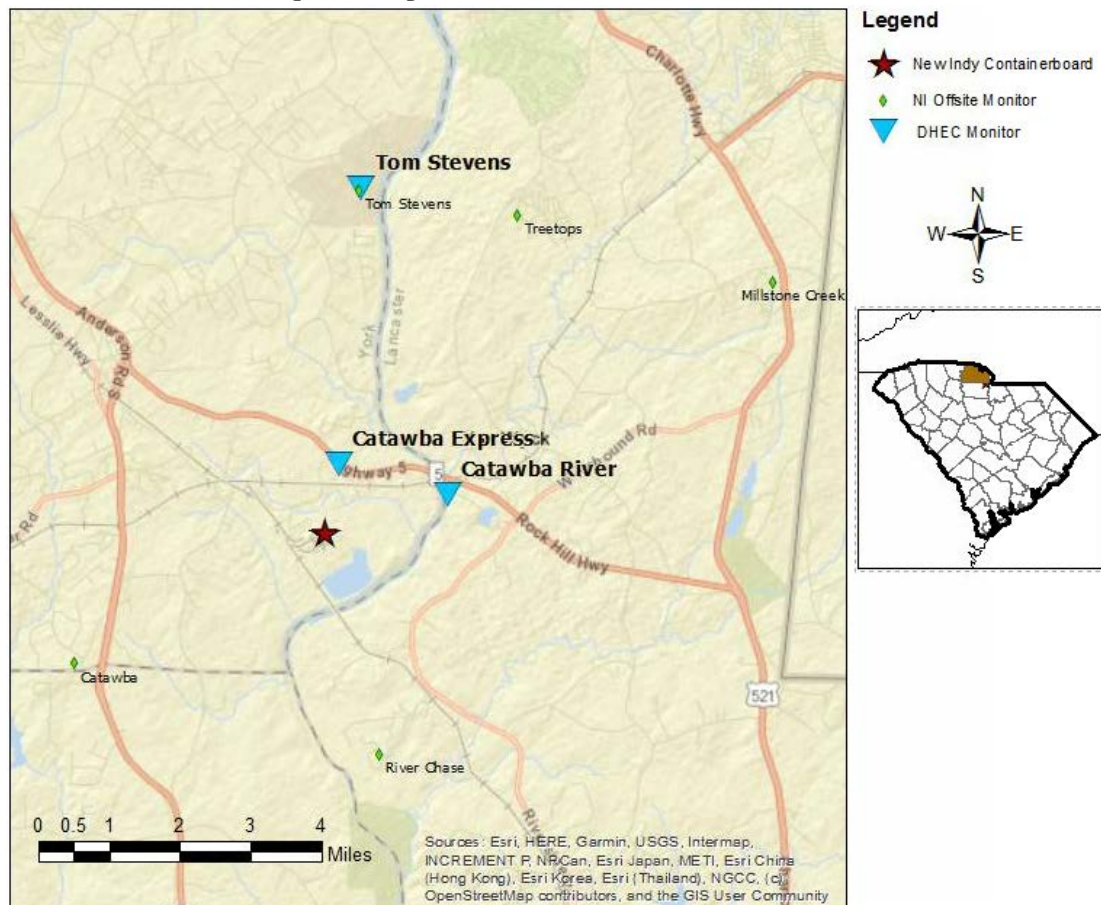 Legend
New Indy Containerboard
NI Offsite Monitor
DHEC Monitor
N
W E
S
Charlotte Hwy
Tom Stevens
Tom Stevens
Treetops
Millstone Creek
Lesslie Hwy
Anderson Rd S
York
Lancaster
Catawba Express
Highway 5
5
Catawba River
Rock Hill Hwy
Catawba
521
River Chase
0 0.5 1 2 3 4
Miles
Sources: Esri, HERE, Garmin, USGS, Intermap,
INCREMENT P, NRCan, Esri Japan, METI, Esri China
(Hong Kong), Esri Korea, Esri (Thailand), NGCC, (c)
OpenStreetMap contributors, and the GIS User Community